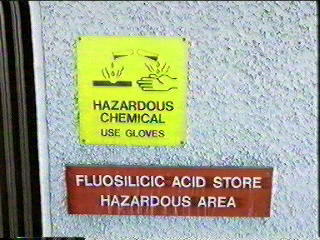 HAZARDOUS
CHEMICAL
USE GLOVES
FLUOSILICIC ACID STORE
HAZARDOUS AREA